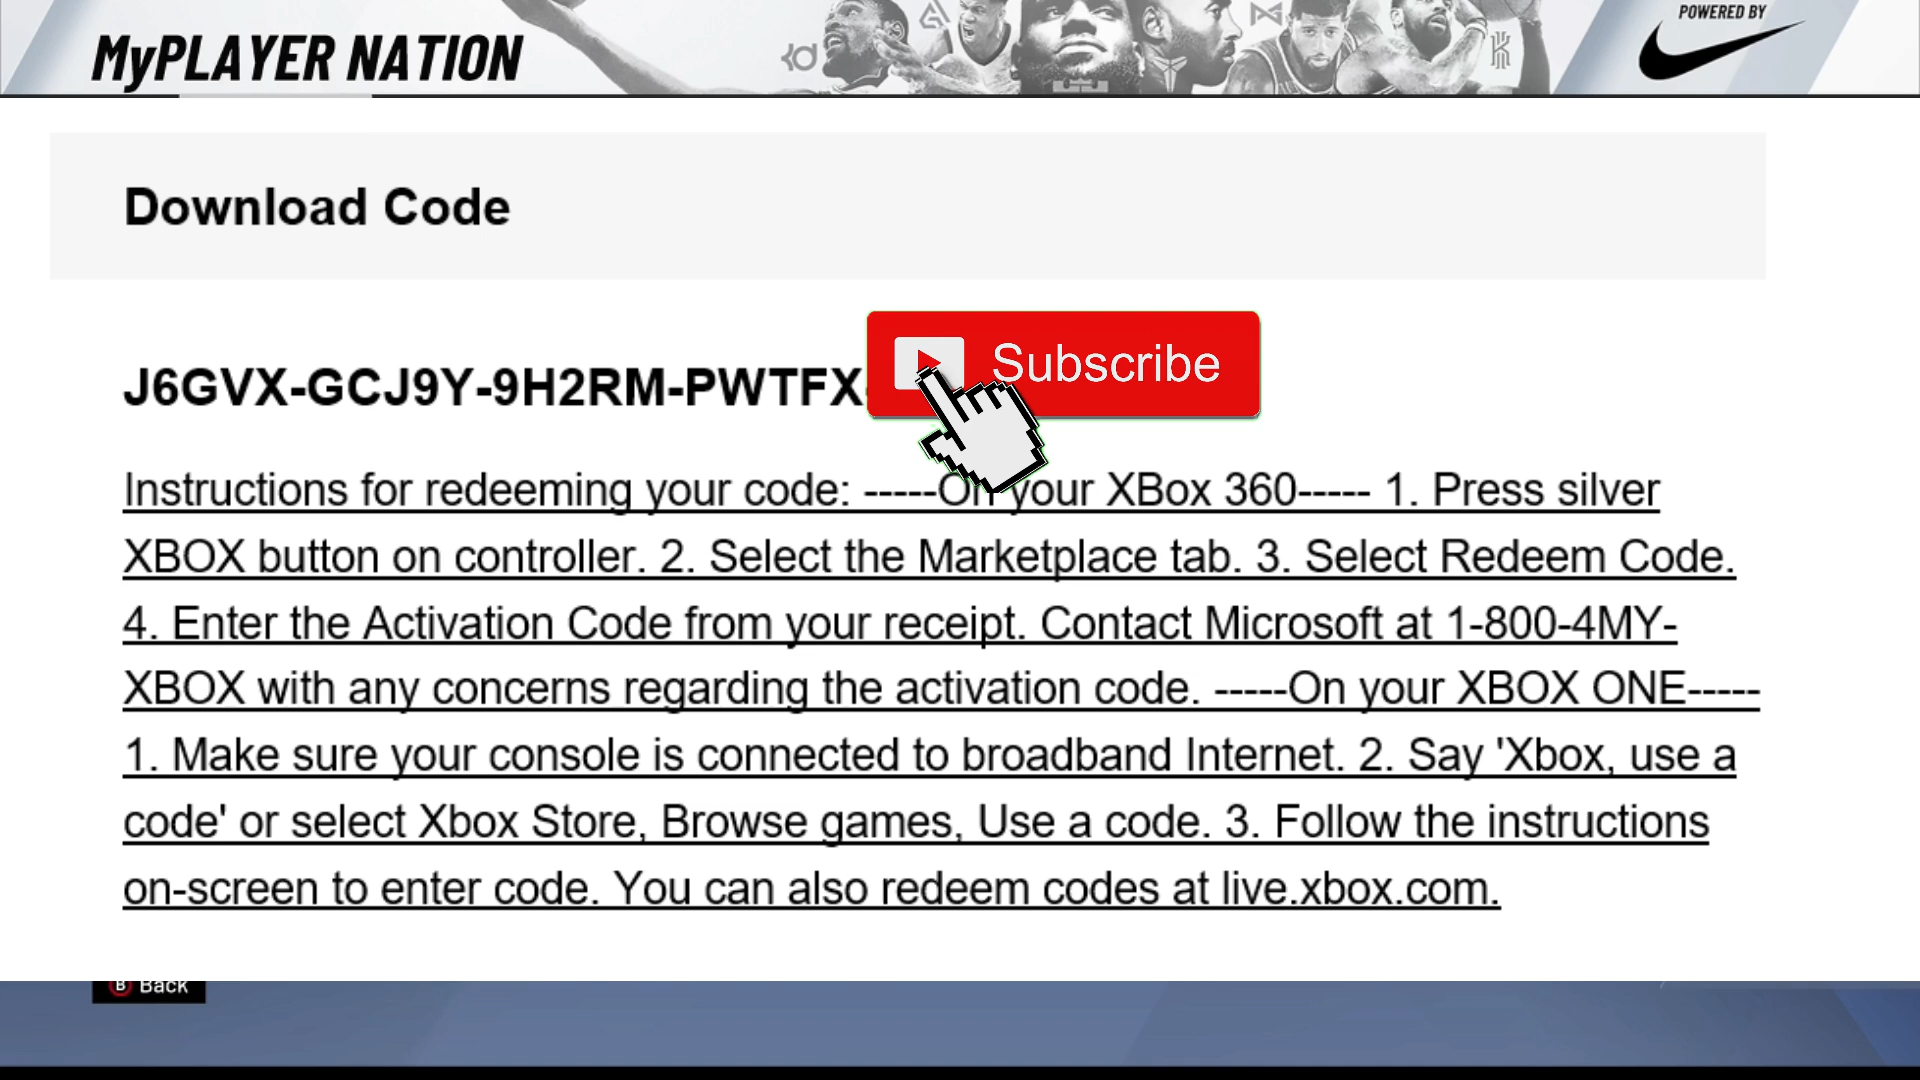 MyPLAYER NATION
POWERED BY
Download Code
J6GVX-GCJ9Y-9H2RM-PWTFX-
Subscribe
Instructions for redeeming your code: -----On your XBox 360----- 1. Press silver
XBOX button on controller. 2. Select the Marketplace tab. 3. Select Redeem Code.
4. Enter the Activation Code from your receipt. Contact Microsoft at 1-800-4MY-
XBOX with any concerns regarding the activation code. -----On your XBOX ONE-----
1. Make sure your console is connected to broadband Internet. 2. Say 'Xbox, use a
code' or select Xbox Store, Browse games, Use a code. 3. Follow the instructions
on-screen to enter code. You can also redeem codes at live.xbox.com.
B Back